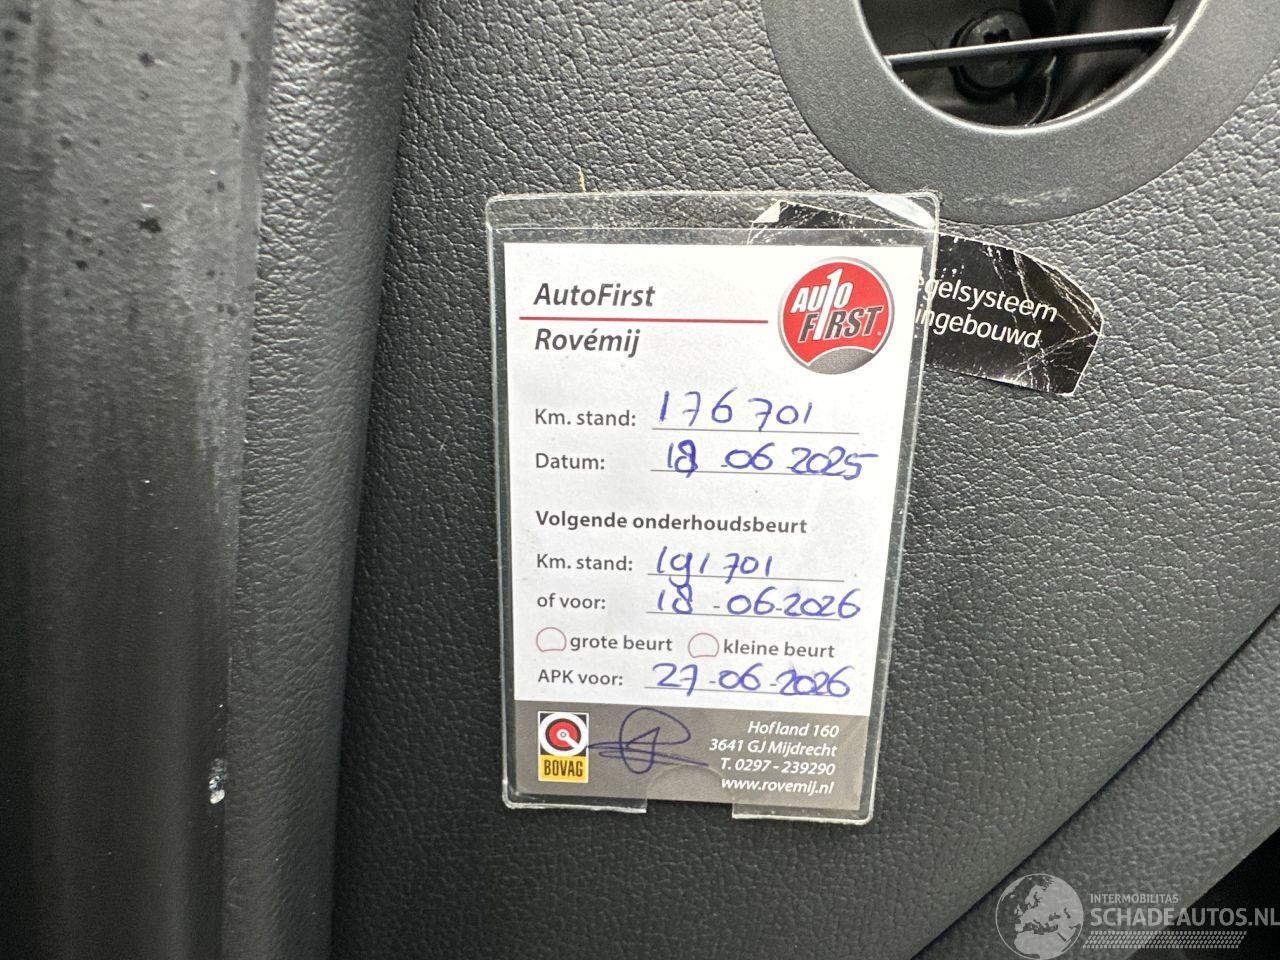 AutoFirst
Rovémij
AUTO
FIRST
egelsysteem
ingebouwd
Km. stand: 176701
Datum: 18 06 2025
Volgende onderhoudsbeurt
Km. stand: 191701
of voor: 18-06-2026
grote beurt kleine beurt
APK voor: 27-06-2026
BOVAG
Hofland 160
3641 GJ Mijdrecht
T. 0297 - 239290
www.rovemij.nl
INTERMOBILITAS
SCHADEAUTOS.NL